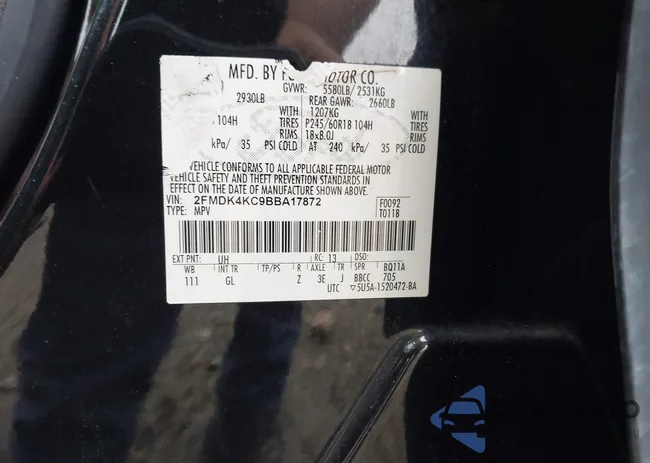 MFD. BY FO MOTOR CO.
GVWR: 5580LB/ 2531KG
2930LB REAR GAWR: 2660LB
WITH 1207KG
104H TIRES WITH P245/60R18 104H
RIMS TIRES 18x8.0J
RIMS
kPa/ 35 PSI COLD AT 240 kPa/ 35 PSI COLD
VEHICLE CONFORMS TO ALL APPLICABLE FEDERAL MOTOR
VEHICLE SAFETY AND THEFT PREVENTION STANDARDS IN
EFFECT ON THE DATE OF MANUFACTURE SHOWN ABOVE.
VIN: 2FMDK4KC9BBA17872 F0092
TYPE: MPV T0118
EXT PNT: UH RC: 13 DSO:
WB INT TR TP/PS R AXLE TR SPR BQ11A
111 GL Z 3E J BBCC 705
UTC ▽5U5A-1520472-BA